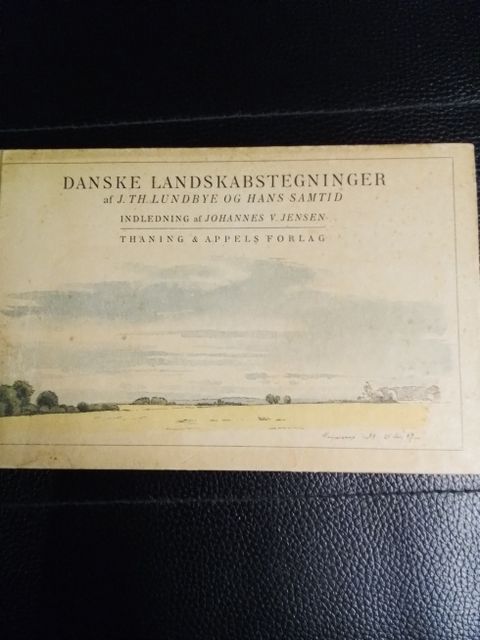 DANSKE LANDSKABSTEGNINGER
af J. TH. LUNDBYE OG HANS SAMTID
INDLEDNING af JOHANNES V. JENSEN
THANING & APPELS FORLAG